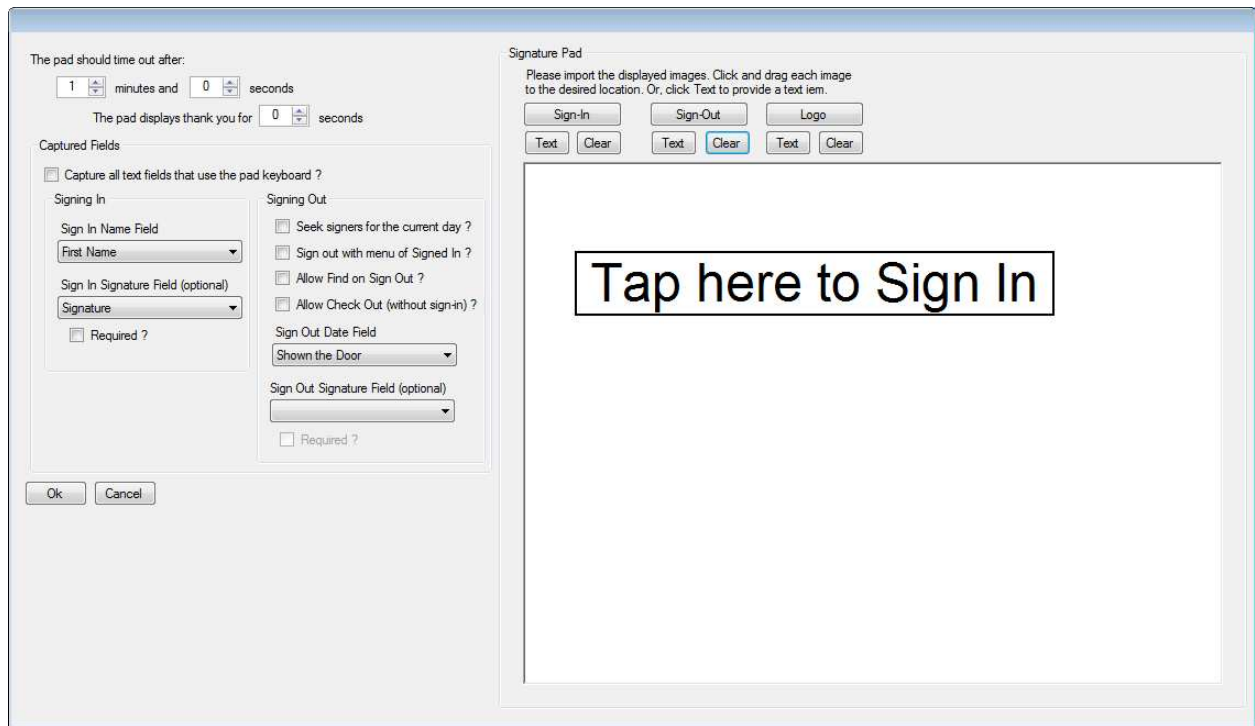 The pad should time out after:
1 minutes and 0 seconds
The pad displays thank you for 0 seconds
Captured Fields
Capture all text fields that use the pad keyboard ?
Signing In
Sign In Name Field
First Name
Sign In Signature Field (optional)
Signature
Required ?
Signing Out
Seek signers for the current day ?
Sign out with menu of Signed In ?
Allow Find on Sign Out ?
Allow Check Out (without sign-in) ?
Sign Out Date Field
Shown the Door
Sign Out Signature Field (optional)
Required ?
Ok Cancel
Signature Pad
Please import the displayed images. Click and drag each image
to the desired location. Or, click Text to provide a text iem.
Sign-In Sign-Out Logo
Text Clear Text Clear Text Clear
Tap here to Sign In